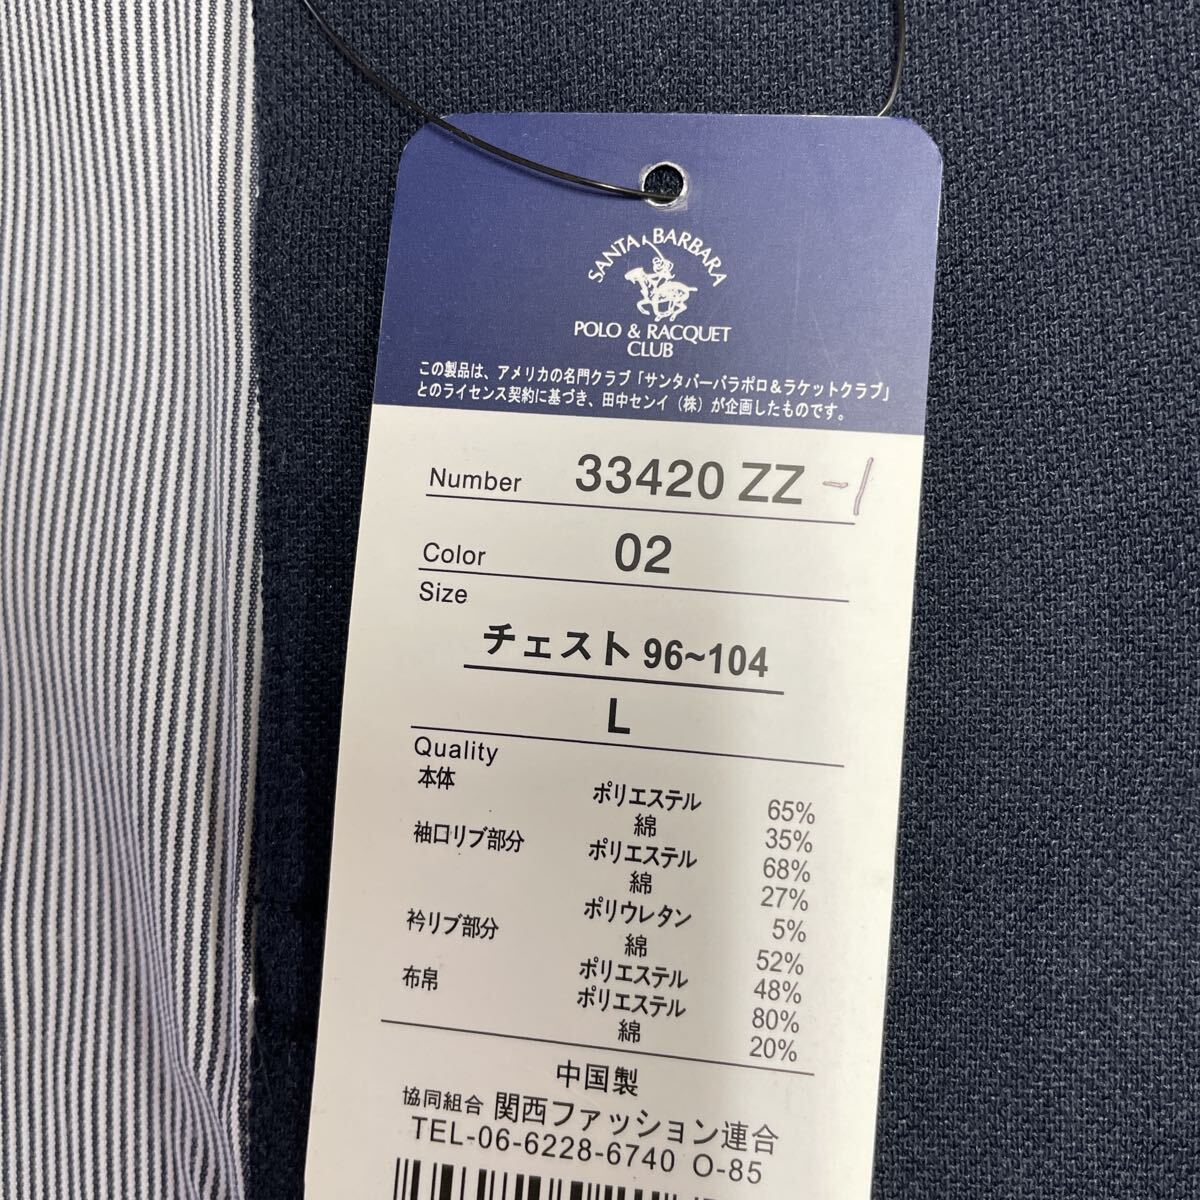 SANTA BARBARA
POLO & RACQUET
CLUB
この製品は、アメリカの名門クラブ「サンタバーバラポロ&ラケットクラブ」
とのライセンス契約に基づき、田中センイ（株）が企画したものです。
Number 33420 ZZ -1
Color 02
Size
チェスト 96~104
L
Quality
本体 ポリエステル 65%
綿 35%
袖口リブ部分 ポリエステル 68%
綿 27%
ポリウレタン 5%
衿リブ部分 綿 52%
ポリエステル 48%
布帛 ポリエステル 80%
綿 20%
中国製
協同組合 関西ファッション連合
TEL-06-6228-6740 O-85